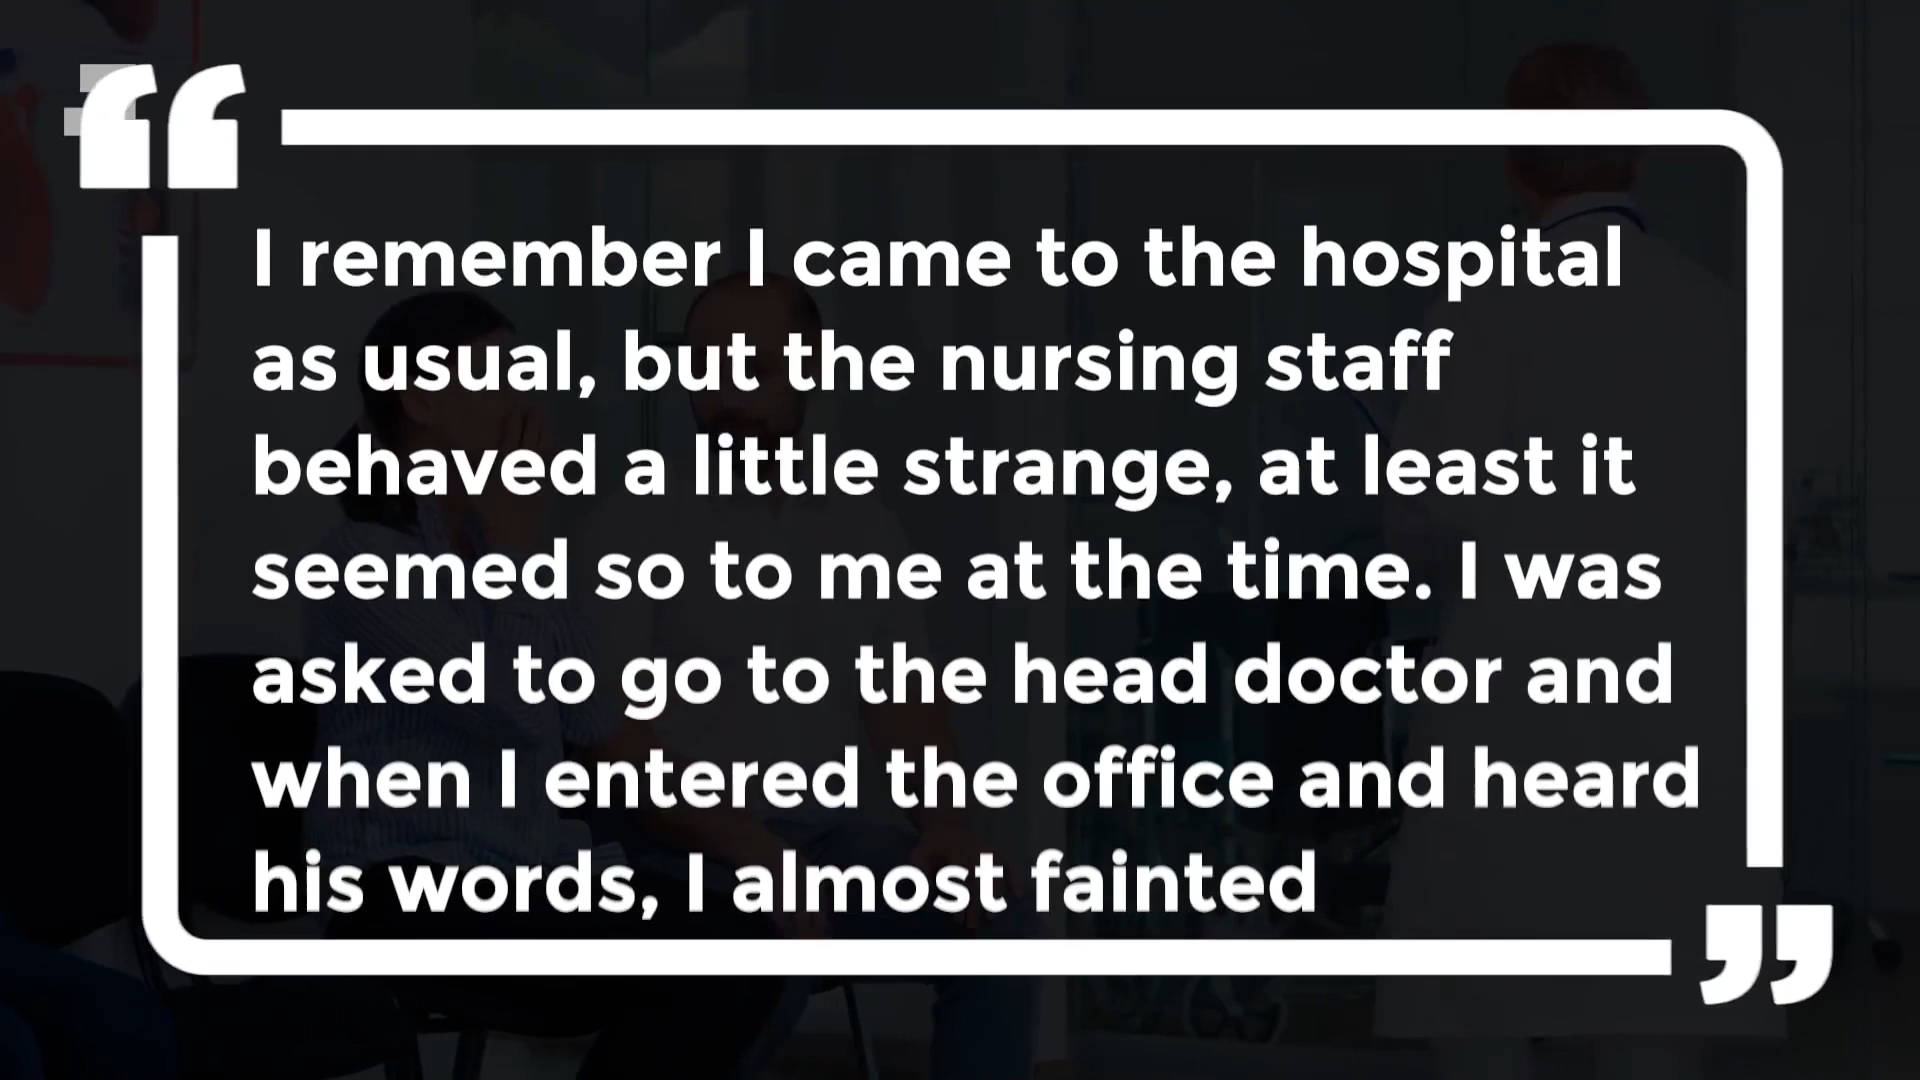 I remember I came to the hospital
as usual, but the nursing staff
behaved a little strange, at least it
seemed so to me at the time. I was
asked to go to the head doctor and
when I entered the office and heard
his words, I almost fainted